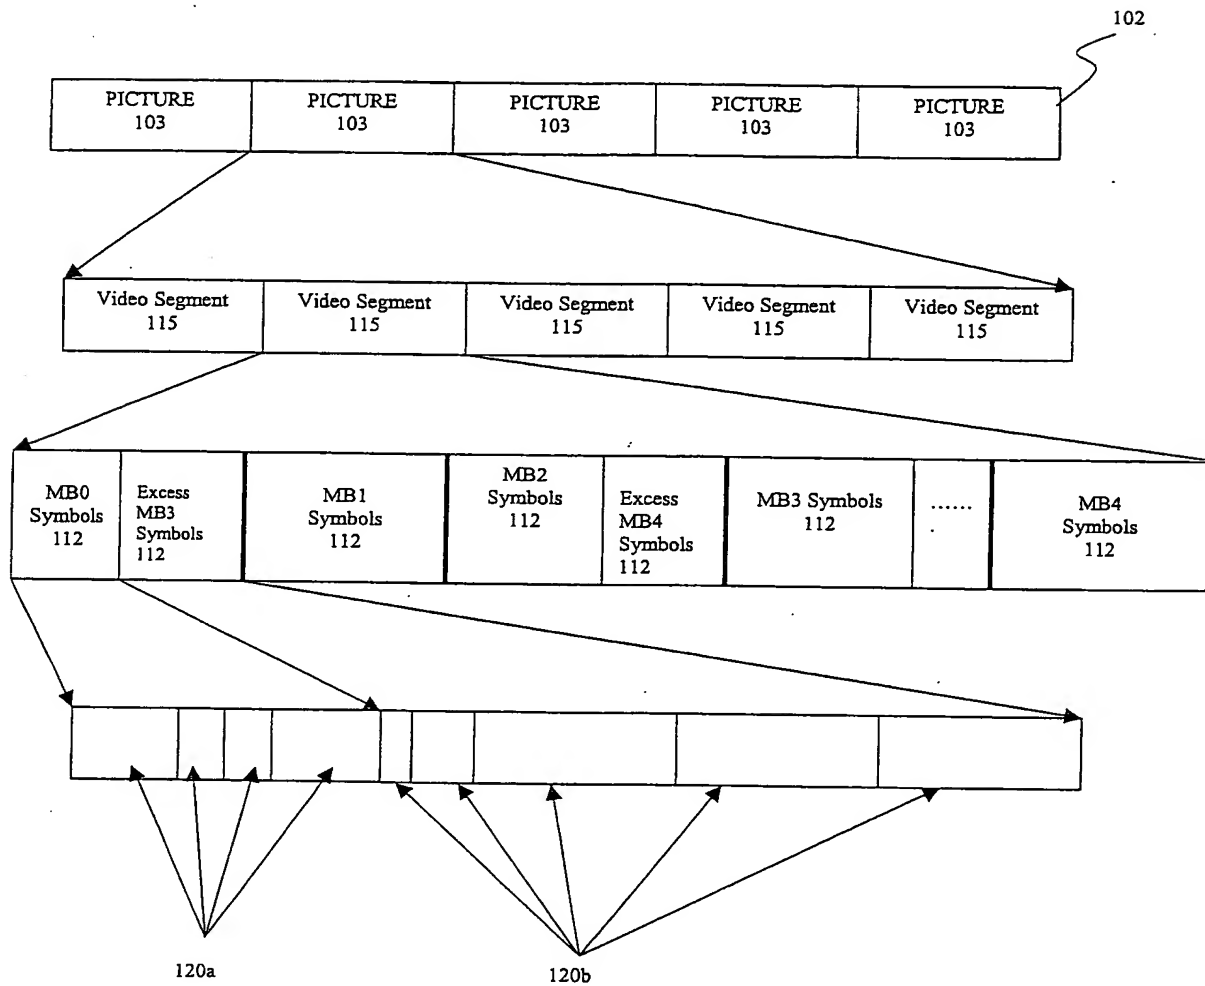 102
PICTURE
103
PICTURE
103
PICTURE
103
PICTURE
103
PICTURE
103
Video Segment
115
Video Segment
115
Video Segment
115
Video Segment
115
Video Segment
115
MB0
Symbols
112
Excess
MB3
Symbols
112
MB1
Symbols
112
MB2
Symbols
112
Excess
MB4
Symbols
112
MB3 Symbols
112
......
MB4
Symbols
112
120a
120b